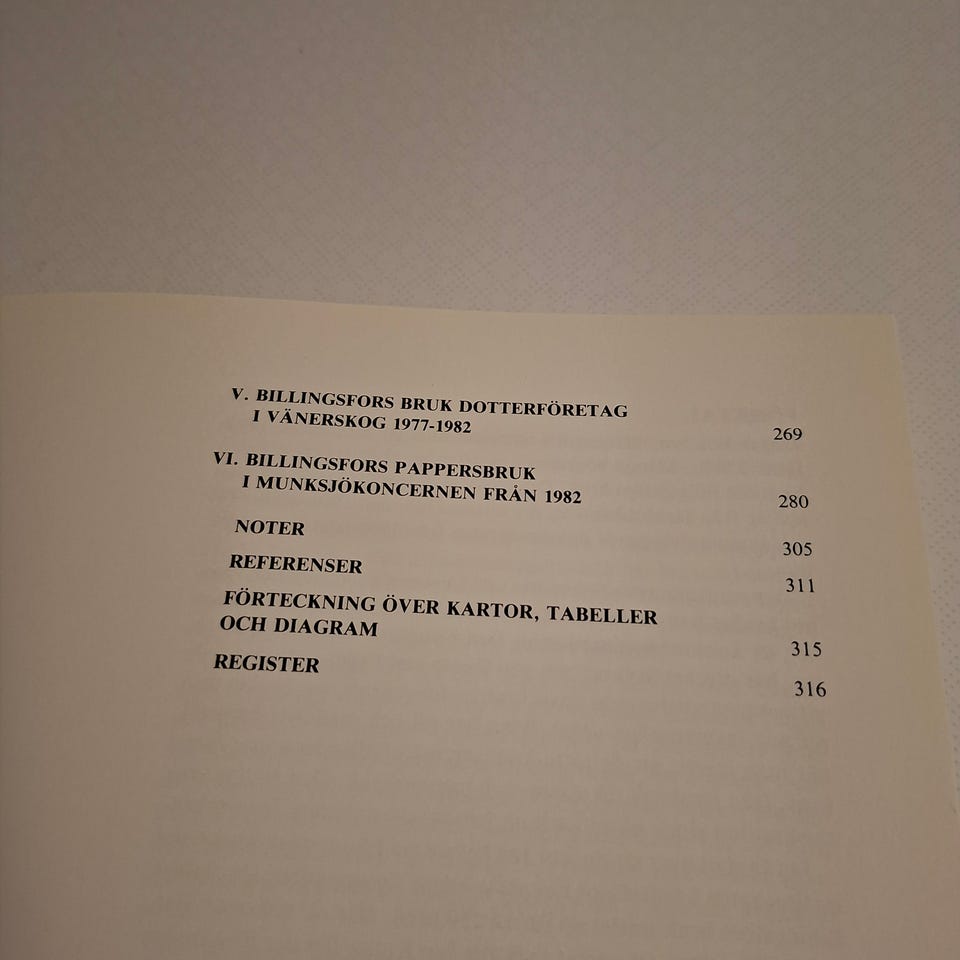 V. BILLINGSFORS BRUK DOTTERFÖRETAG
I VÄNERSKOG 1977-1982 269
VI. BILLINGSFORS PAPPERSBRUK
I MUNKSJÖKONCERNEN FRÅN 1982 280
NOTER 305
REFERENSER 311
FÖRTECKNING ÖVER KARTOR, TABELLER
OCH DIAGRAM 315
REGISTER 316